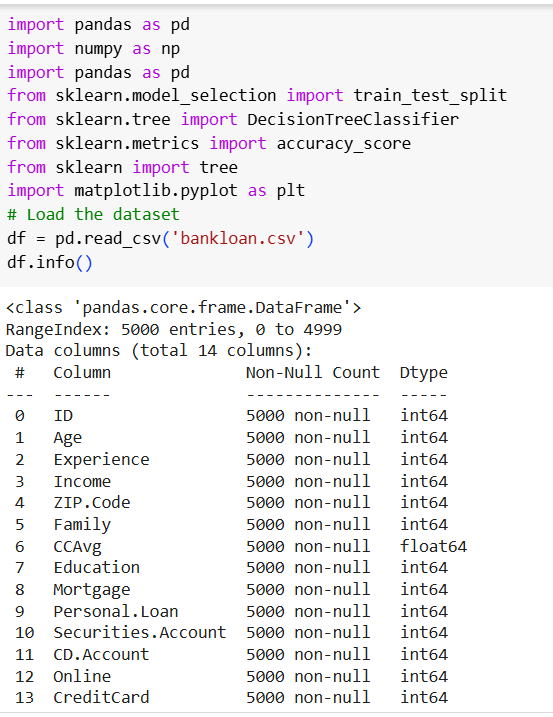 import pandas as pd
import numpy as np
import pandas as pd
from sklearn.model_selection import train_test_split
from sklearn.tree import DecisionTreeClassifier
from sklearn.metrics import accuracy_score
from sklearn import tree
import matplotlib.pyplot as plt
# Load the dataset
df = pd.read_csv('bankloan.csv')
df.info()
<class 'pandas.core.frame.DataFrame'>
RangeIndex: 5000 entries, 0 to 4999
Data columns (total 14 columns):
 #   Column              Non-Null Count  Dtype
---  ------              --------------  -----
 0   ID                  5000 non-null   int64
 1   Age                 5000 non-null   int64
 2   Experience          5000 non-null   int64
 3   Income              5000 non-null   int64
 4   ZIP.Code            5000 non-null   int64
 5   Family              5000 non-null   int64
 6   CCAvg               5000 non-null   float64
 7   Education           5000 non-null   int64
 8   Mortgage            5000 non-null   int64
 9   Personal.Loan       5000 non-null   int64
 10  Securities.Account  5000 non-null   int64
 11  CD.Account          5000 non-null   int64
 12  Online              5000 non-null   int64
 13  CreditCard          5000 non-null   int64